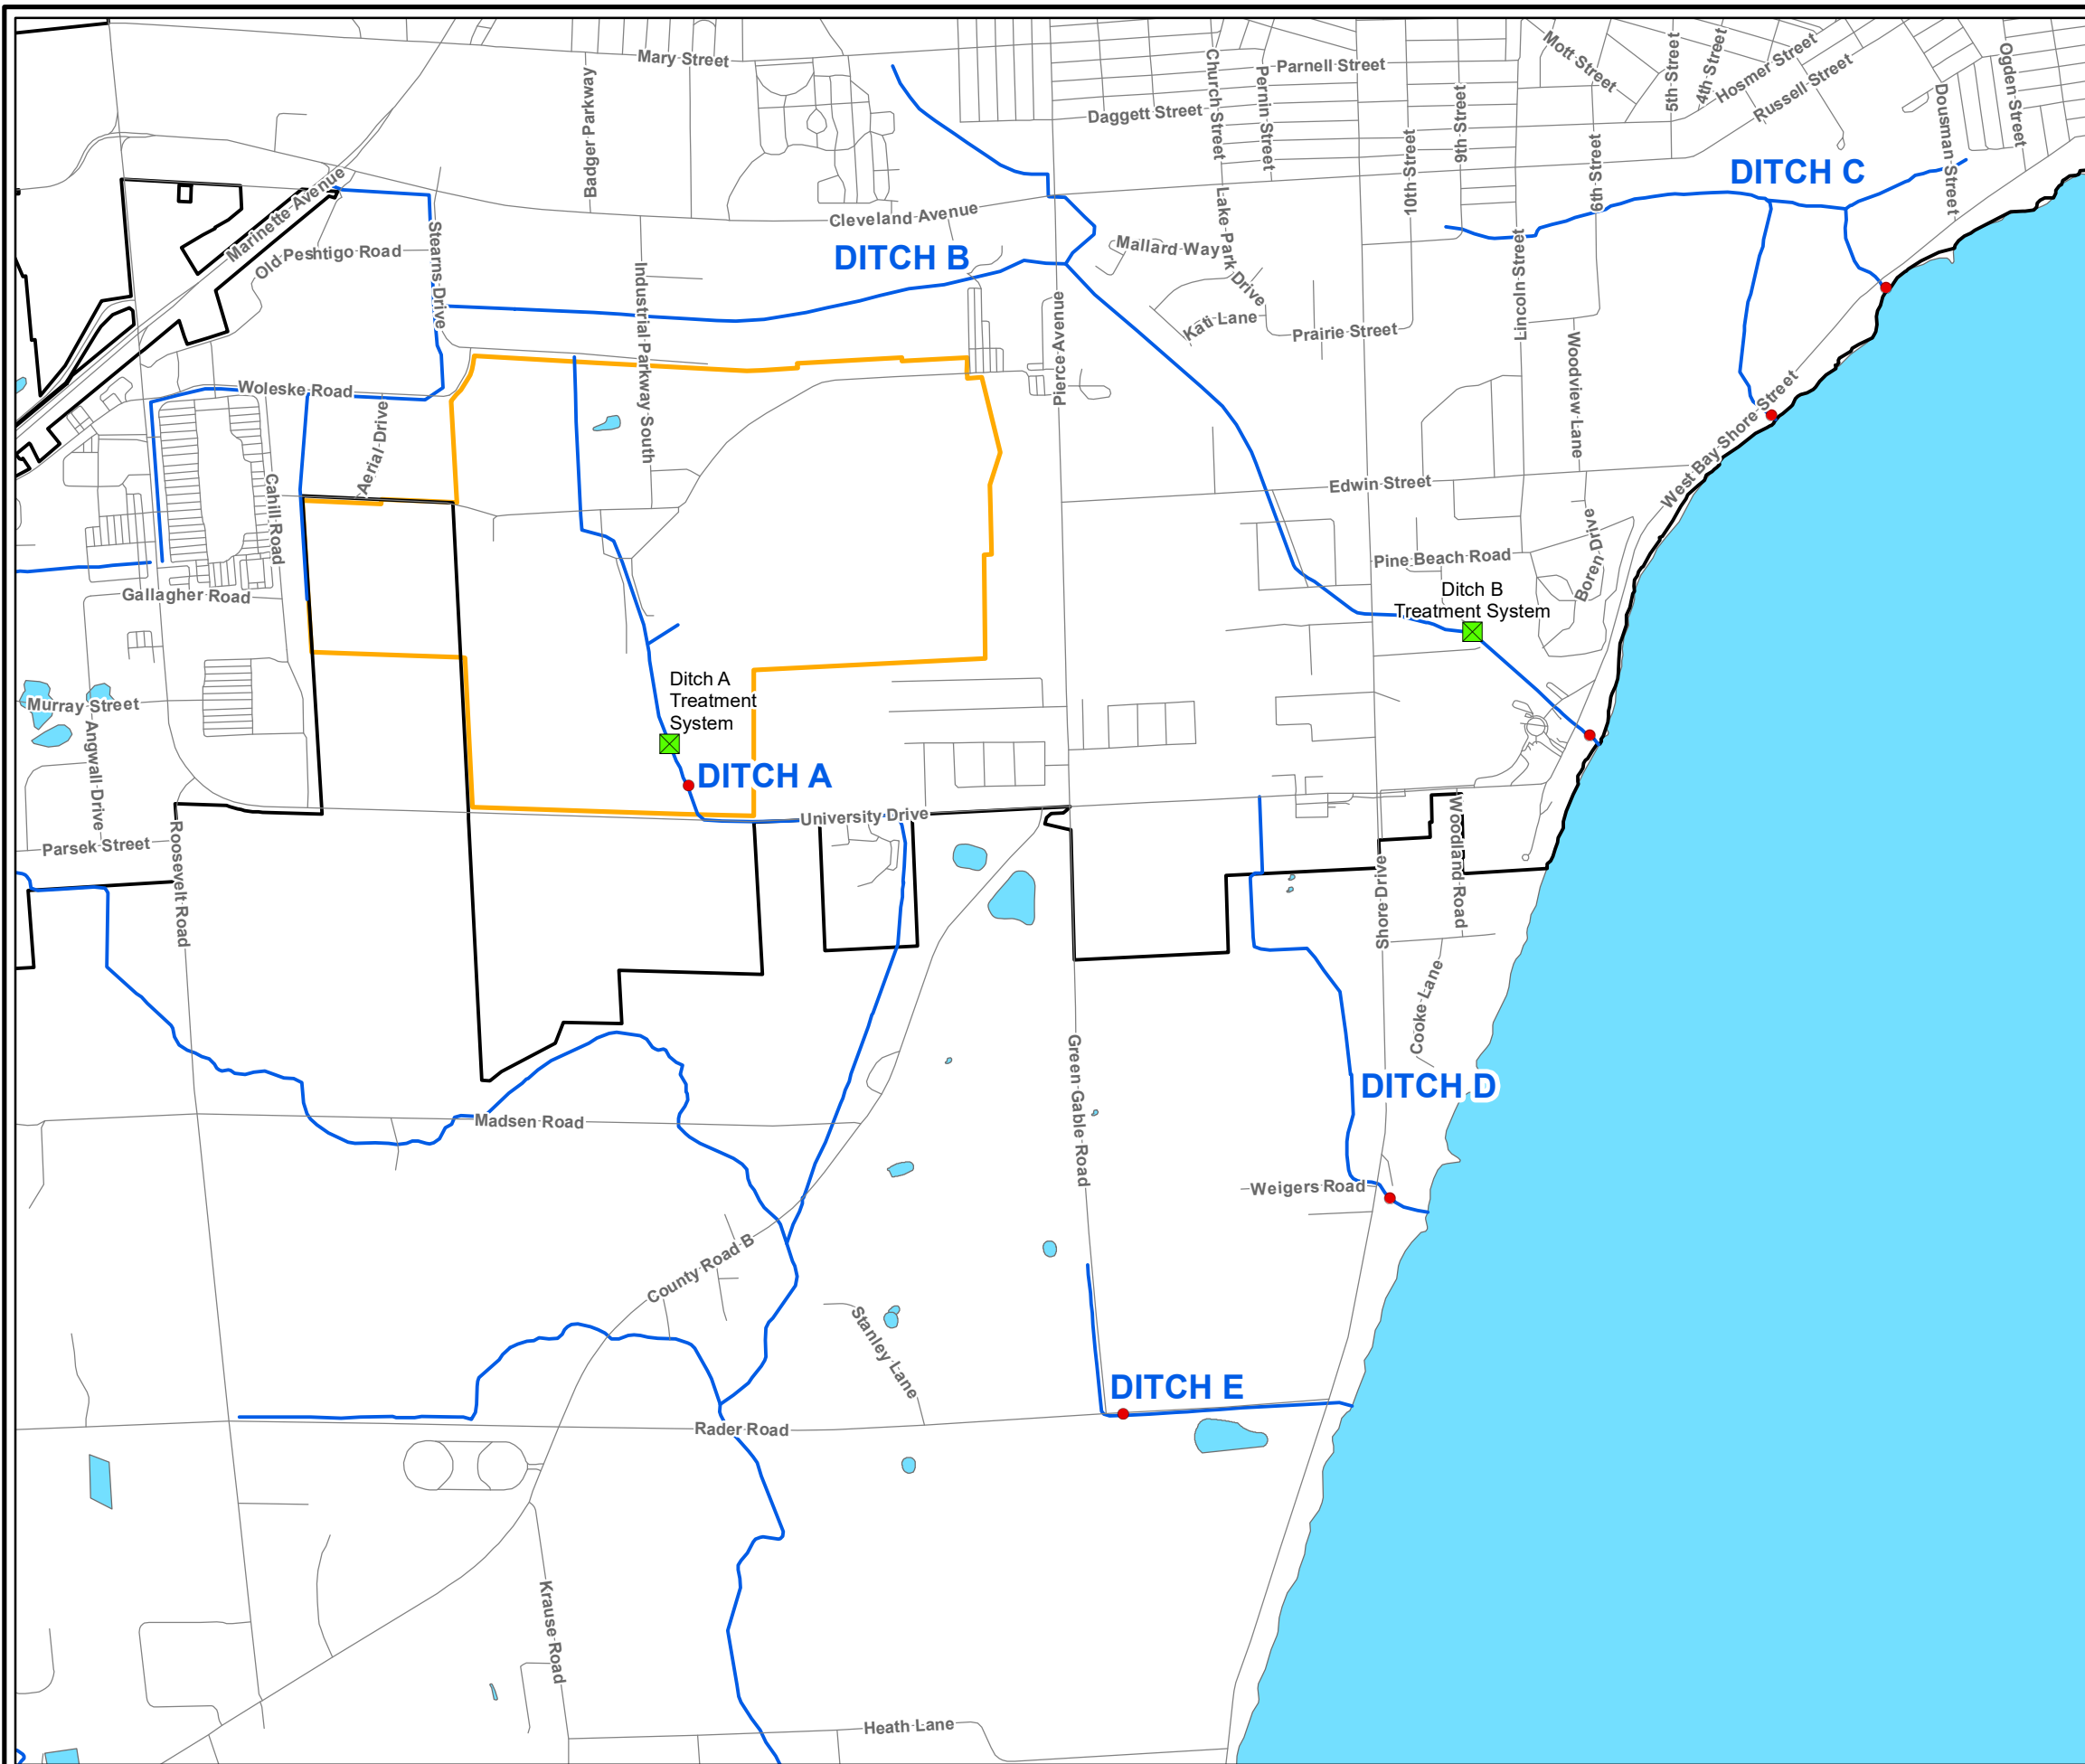 Mary Street
Badger Parkway
Church Street
Pernin Street
Parnell Street
Daggett Street
10th Street
9th Street
Mott Street
6th Street
5th Street
4th Street
Hosmer Street
Russell Street
Dousman Street
Ogden Street
DITCH C
Marinette Avenue
Old Peshtigo Road
Stearns Drive
Cleveland Avenue
DITCH B
Mallard Way
Lake Park Drive
Kati Lane
Prairie Street
Lincoln Street
Woodview Lane
Industrial Parkway South
Pierce Avenue
West Bay Shore Street
Woleske Road
Aerial Drive
Cahill Road
Edwin Street
Pine Beach Road
Boren Drive
Ditch B
Treatment System
Gallagher Road
Murray Street
Angwall Drive
Ditch A
Treatment
System
DITCH A
University Drive
Parsek Street
Roosevelt Road
Shore Drive
Woodland Road
Cooke Lane
Green Gable Road
DITCH D
Madsen Road
Weigers Road
County Road B
Stanley Lane
DITCH E
Rader Road
Krause Road
Heath Lane